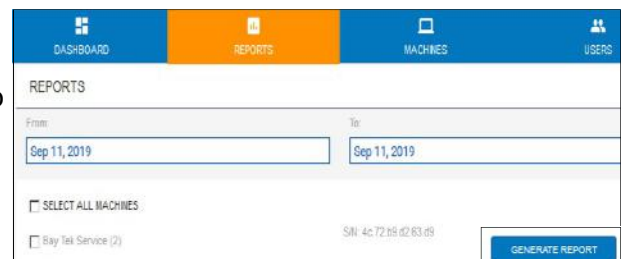 DASHBOARD REPORTS MACHINES USERS
REPORTS
From: To:
Sep 11, 2019 Sep 11, 2019
SELECT ALL MACHINES
Bay Tek Service (2) S/N: 4c:72:b9:d2:63:d9
GENERATE REPORT